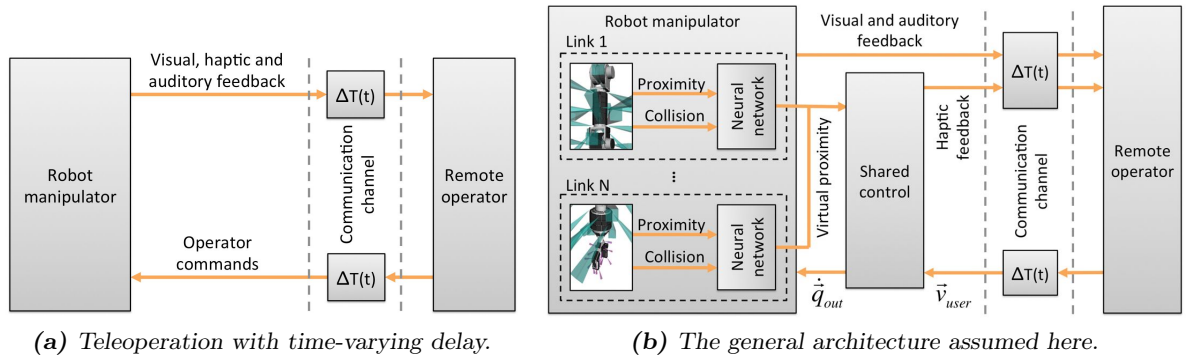 Robot
manipulator
Visual, haptic and
auditory feedback
ΔT(t)
Communication
channel
Operator
commands
ΔT(t)
Remote
operator
(a) Teleoperation with time-varying delay.
Robot manipulator
Link 1
Proximity
Collision
Neural
network
...
Link N
Proximity
Collision
Neural
network
Virtual proximity
Visual and auditory
feedback
Shared
control
Haptic
feedback
ΔT(t)
Communication
channel
ΔT(t)
Remote
operator
q̇⃗_out
v⃗_user
(b) The general architecture assumed here.